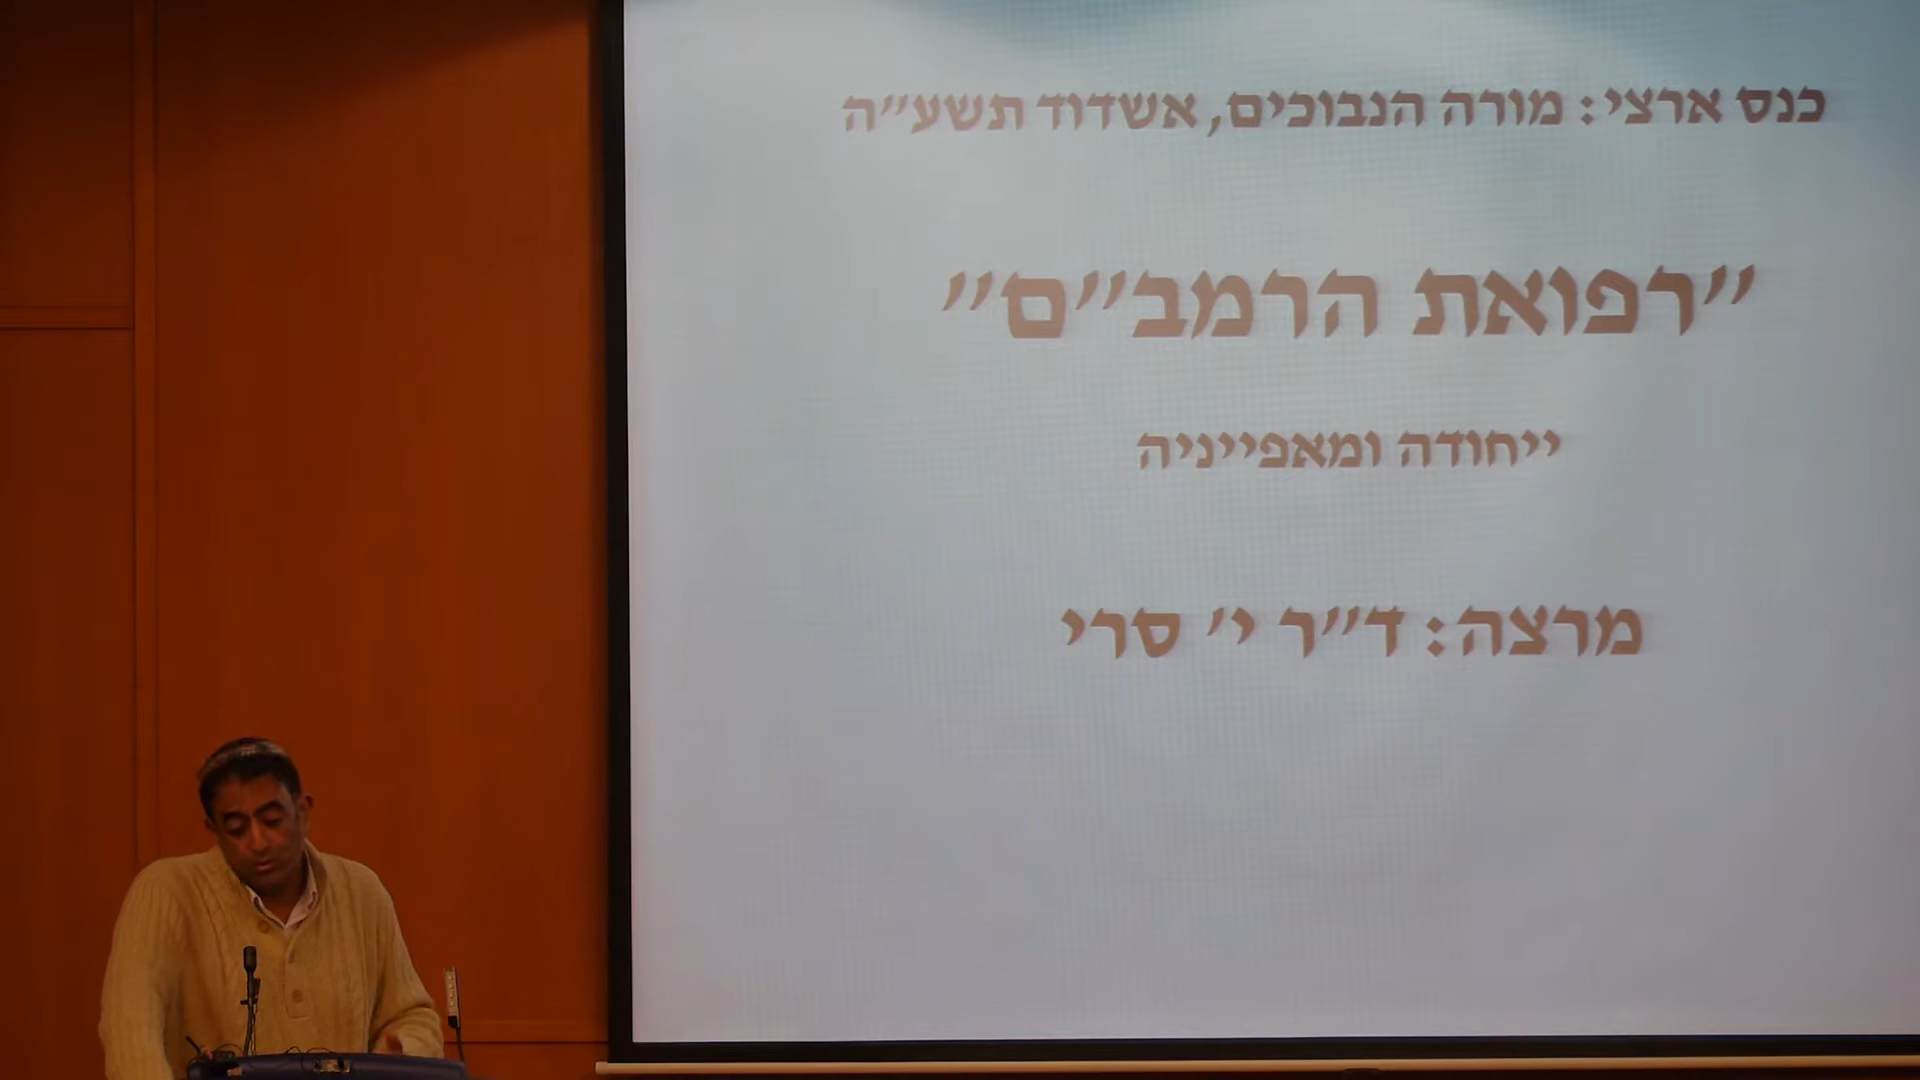 כנס ארצי: מורה הנבוכים, אשדוד תשע״ה
״רפואת הרמב״ם״
ייחודה ומאפייניה
מרצה: ד״ר י׳ סרי